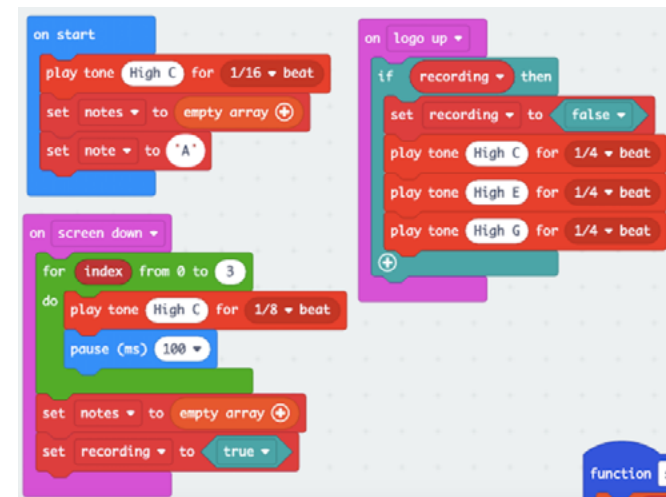 on start
play tone High C for 1/16 beat
set notes to empty array
set note to "A"
on screen down
for index from 0 to 3
do
play tone High C for 1/8 beat
pause (ms) 100
set notes to empty array
set recording to true
on logo up
if recording then
set recording to false
play tone High C for 1/4 beat
play tone High E for 1/4 beat
play tone High G for 1/4 beat
function